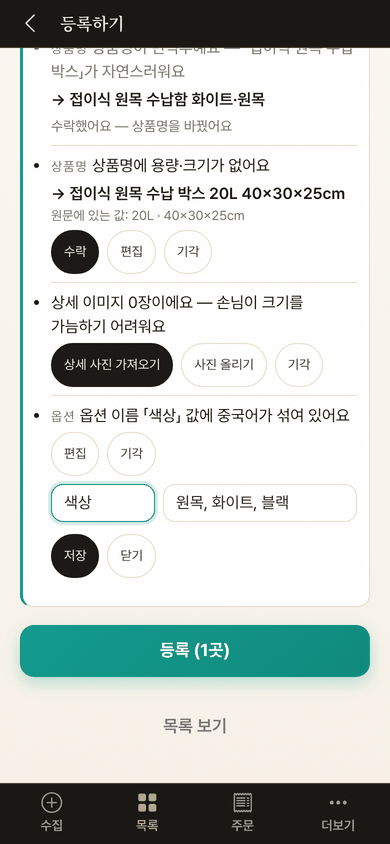 등록하기
박스」가 자연스러워요
→ 접이식 원목 수납함 화이트·원목
수락했어요 — 상품명을 바꿨어요
상품명 상품명에 용량·크기가 없어요
→ 접이식 원목 수납 박스 20L 40×30×25cm
원문에 있는 값: 20L · 40×30×25cm
수락 편집 기각
상세 이미지 0장이에요 — 손님이 크기를
가늠하기 어려워요
상세 사진 가져오기 사진 올리기 기각
옵션 옵션 이름 「색상」 값에 중국어가 섞여 있어요
편집 기각
색상 원목, 화이트, 블랙
저장 닫기
등록 (1곳)
목록 보기
수집 목록 주문 더보기